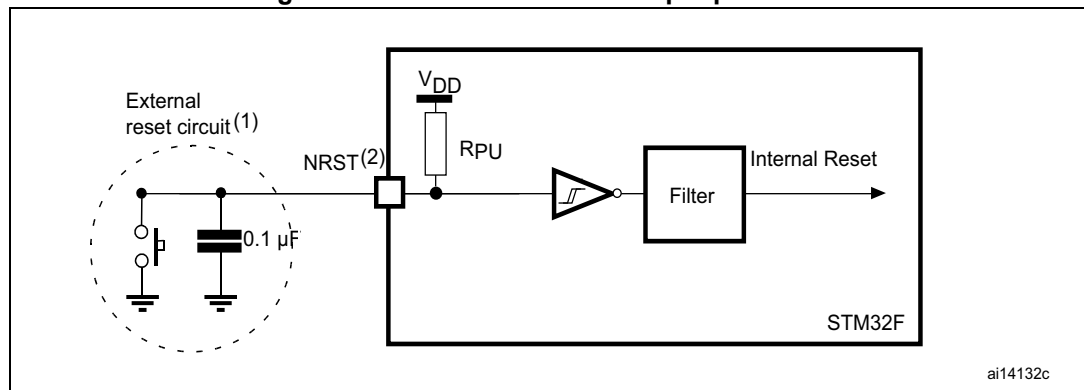 VDD
External
reset circuit(1)
NRST(2)
RPU
Internal Reset
Filter
0.1 μF
STM32F
ai14132c